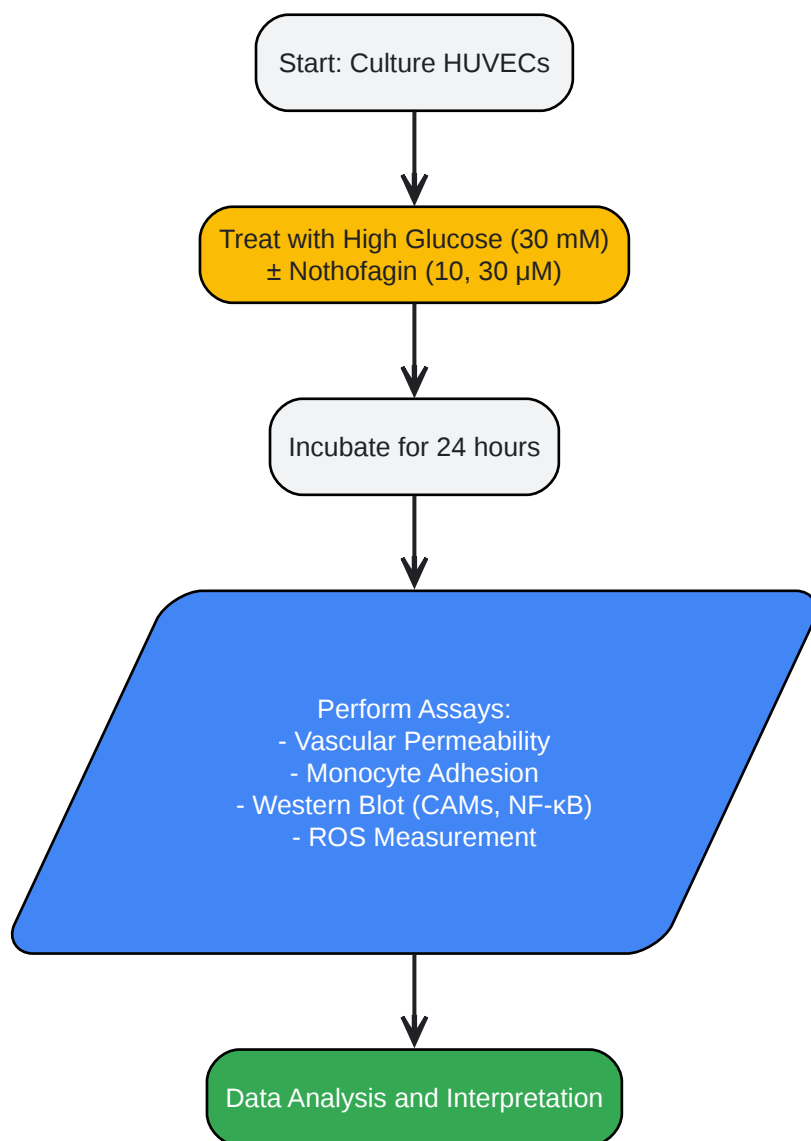 Start: Culture HUVECs
Treat with High Glucose (30 mM)
± Nothofagin (10, 30 μM)
Incubate for 24 hours
Perform Assays:
- Vascular Permeability
- Monocyte Adhesion
- Western Blot (CAMs, NF-κB)
- ROS Measurement
Data Analysis and Interpretation